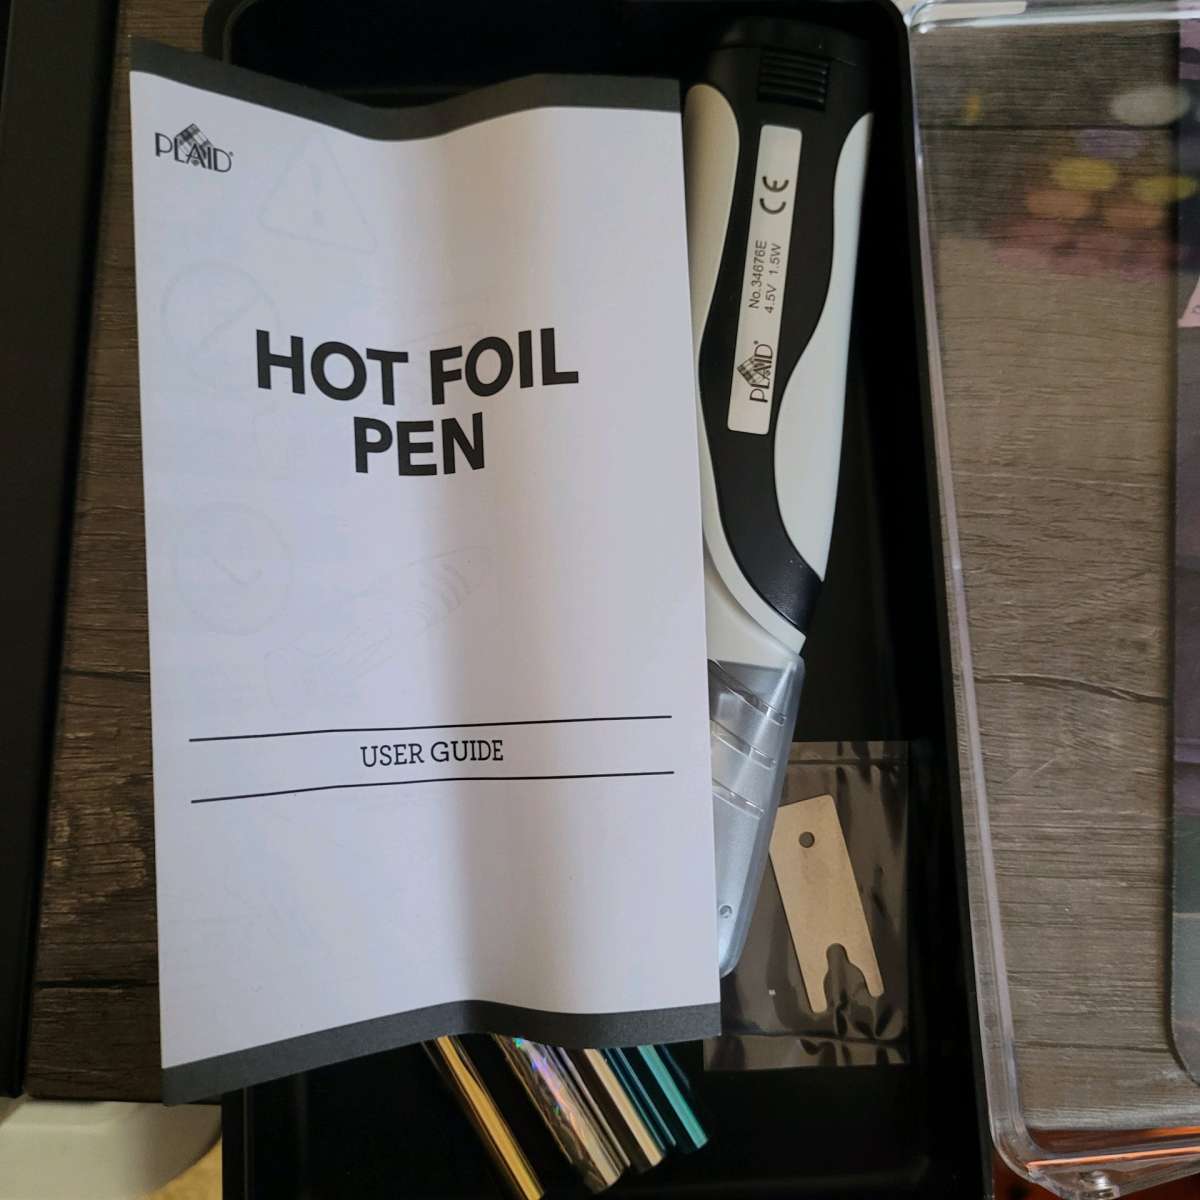 PLAID®
HOT FOIL
PEN
USER GUIDE
PLAID®
No.34676E
4.5V 1.5W
CE